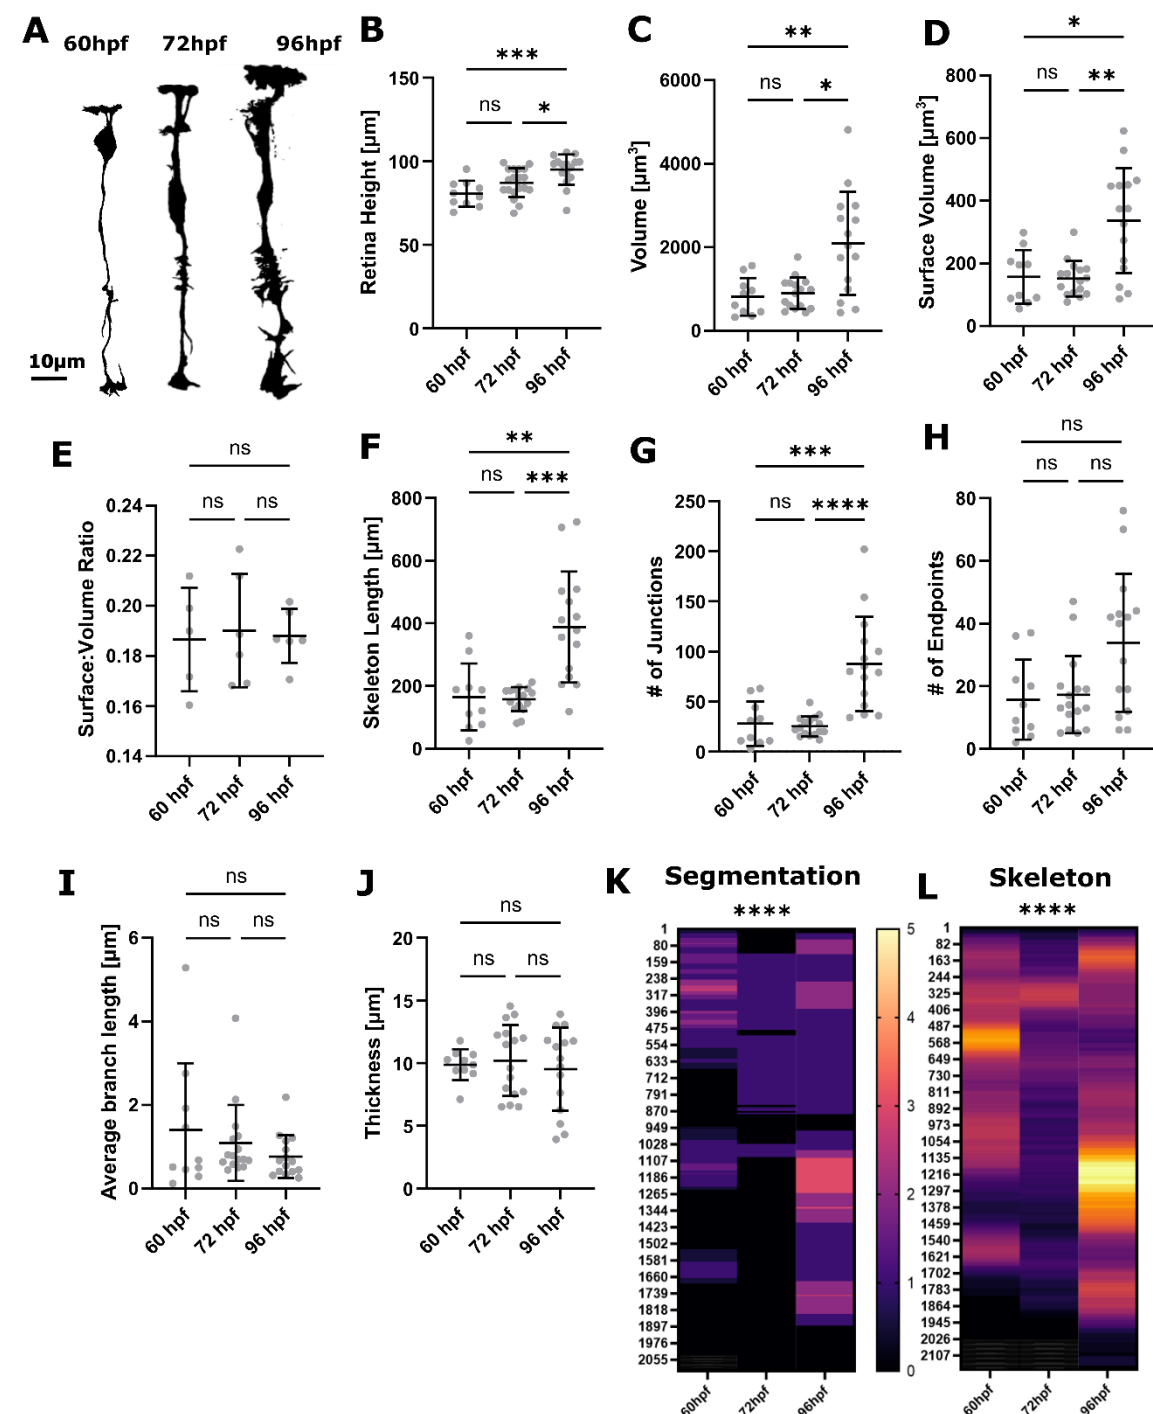 A
60hpf 72hpf 96hpf
10µm
B
***
ns *
Retina Height [µm]
150
100
50
0
60 hpf 72 hpf 96 hpf
C
**
ns *
Volume [µm³]
6000
4000
2000
0
60 hpf 72 hpf 96 hpf
D
*
ns **
Surface Volume [µm³]
800
600
400
200
0
60 hpf 72 hpf 96 hpf
E
ns
ns ns
Surface:Volume Ratio
0.24
0.22
0.20
0.18
0.16
0.14
60 hpf 72 hpf 96 hpf
F
**
ns ***
Skeleton Length [µm]
800
600
400
200
0
60 hpf 72 hpf 96 hpf
G
***
ns ****
# of Junctions
250
200
150
100
50
0
60 hpf 72 hpf 96 hpf
H
ns
ns ns
# of Endpoints
80
60
40
20
0
60 hpf 72 hpf 96 hpf
I
ns
ns ns
Average branch length [µm]
6
4
2
0
60 hpf 72 hpf 96 hpf
J
ns
ns ns
Thickness [µm]
20
15
10
5
0
60 hpf 72 hpf 96 hpf
K
Segmentation
****
1
80
159
238
317
396
475
554
633
712
791
870
949
1028
1107
1186
1265
1344
1423
1502
1581
1660
1739
1818
1897
1976
2055
60hpf 72hpf 96hpf
5
4
3
2
1
0
L
Skeleton
****
1
82
163
244
325
406
487
568
649
730
811
892
973
1054
1135
1216
1297
1378
1459
1540
1621
1702
1783
1864
1945
2026
2107
60hpf 72hpf 96hpf